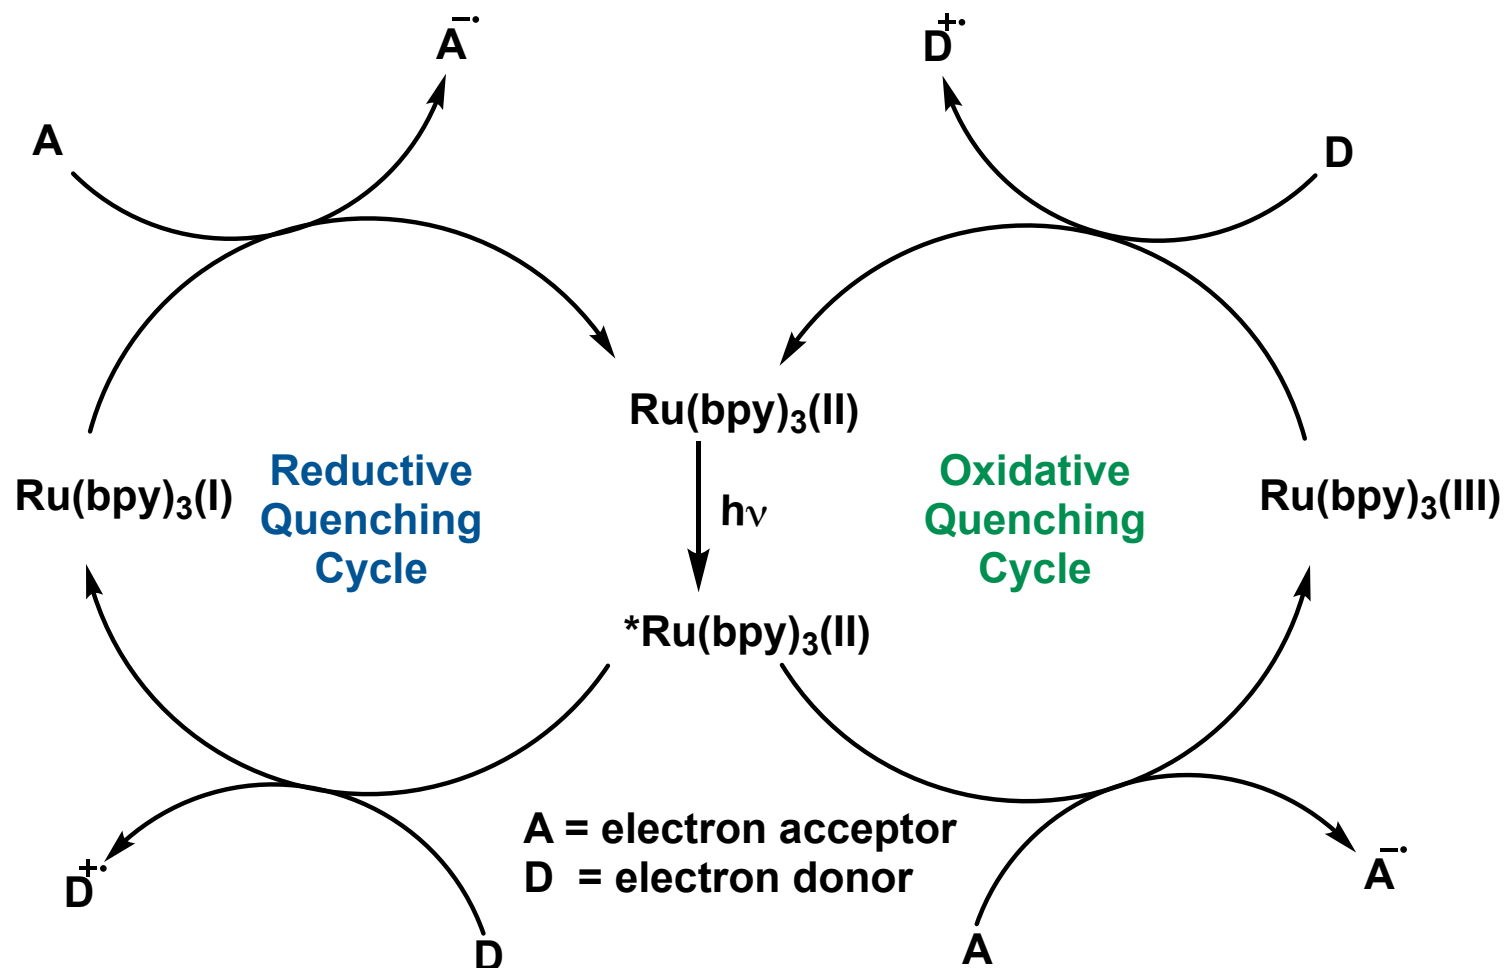 A⁻•
D⁺•
A
D
Ru(bpy)₃(II)
Ru(bpy)₃(I)
Reductive
Quenching
Cycle
hν
Oxidative
Quenching
Cycle
Ru(bpy)₃(III)
*Ru(bpy)₃(II)
A = electron acceptor
D = electron donor
D⁺•
A⁻•
D
A